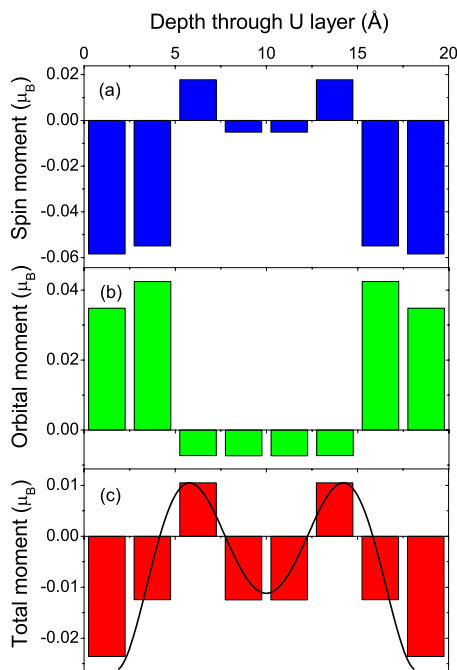 Depth through U layer (Å)
0 5 10 15 20
(a)
Spin moment (μB)
0.02
0.00
-0.02
-0.04
-0.06
(b)
Orbital moment (μB)
0.04
0.02
0.00
(c)
Total moment (μB)
0.01
0.00
-0.01
-0.02